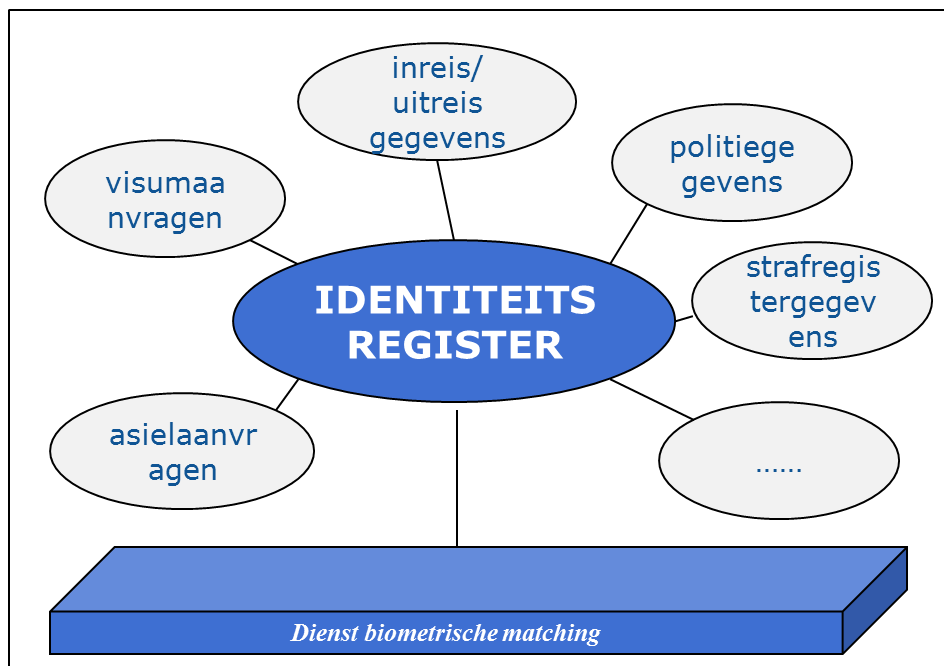 inreis/
uitreis
gegevens
politiege
gevens
visumaa
nvragen
strafregis
tergegev
ens
IDENTITEITS
REGISTER
asielaanvr
agen
......
Dienst biometrische matching